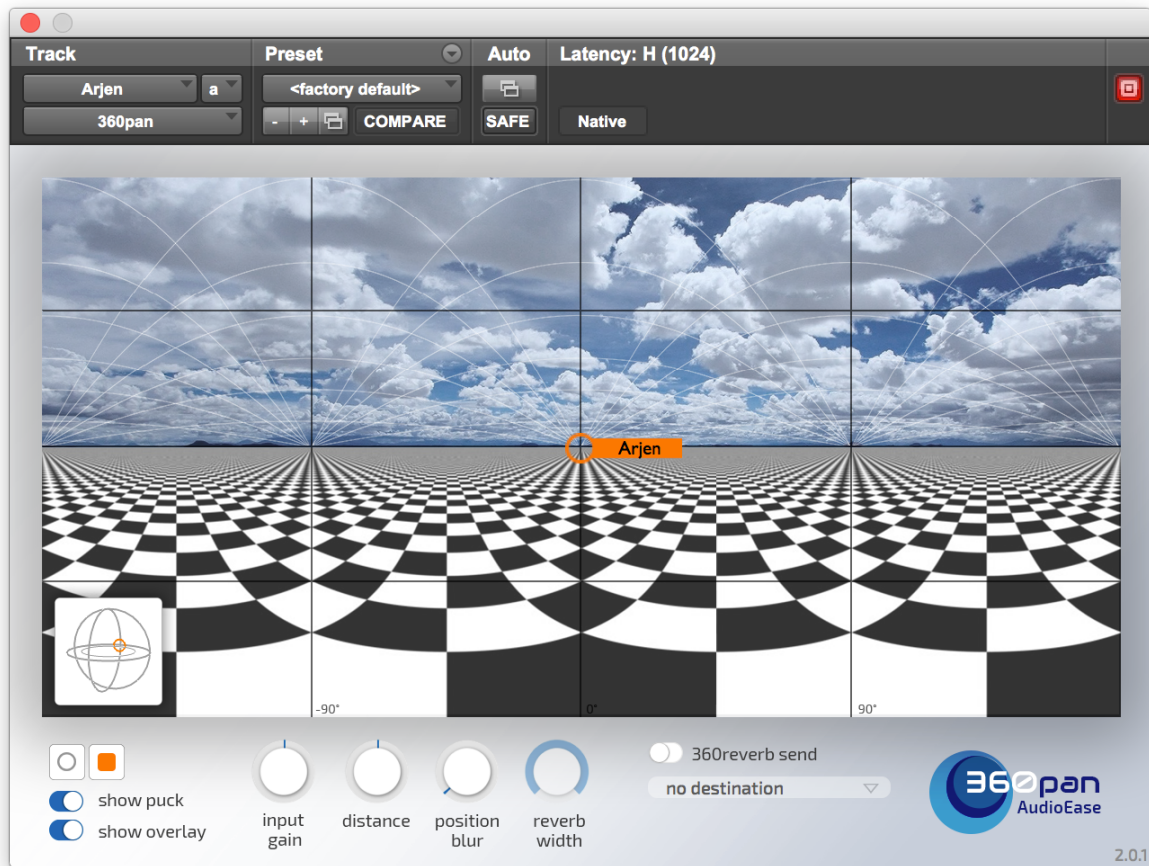 Track
Preset
Auto
Latency: H (1024)
Arjen
a
<factory default>
360pan
-
+
COMPARE
SAFE
Native
Arjen
-90°
0°
90°
show puck
show overlay
input
gain
distance
position
blur
reverb
width
360reverb send
no destination
360pan
AudioEase
2.0.1